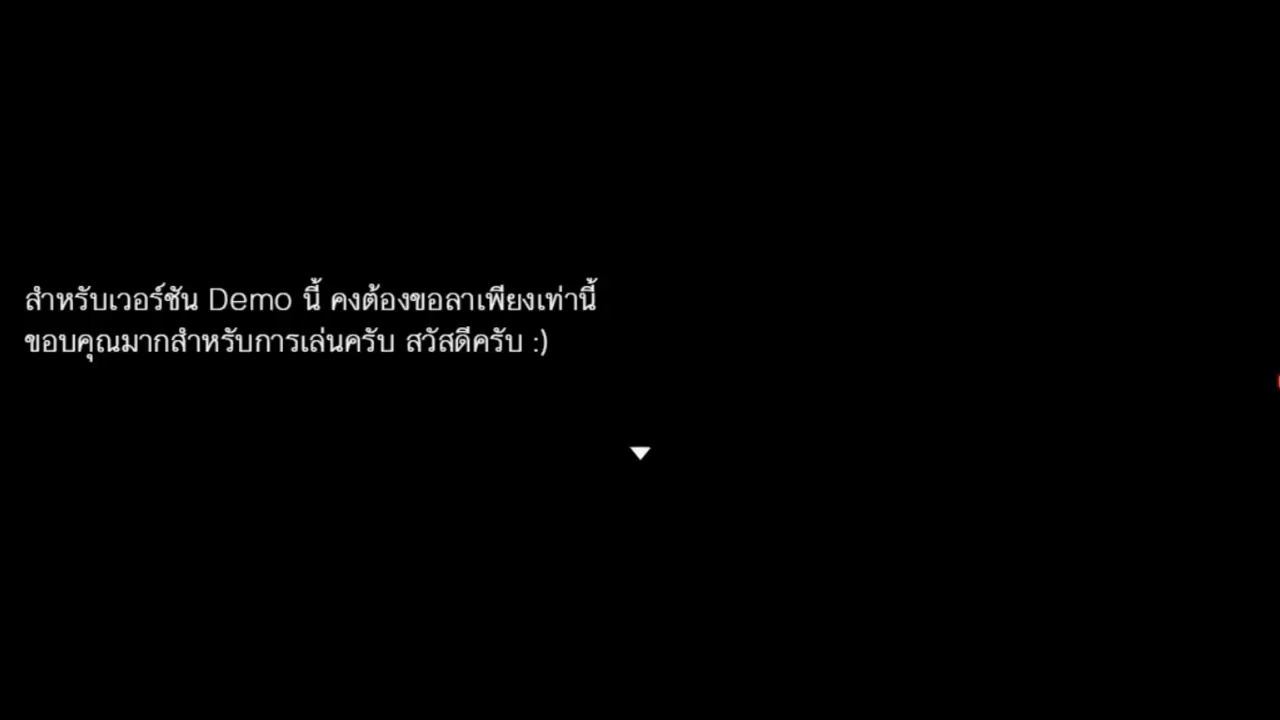 สำหรับเวอร์ชัน Demo นี้ คงต้องขอลาเพียงเท่านี้
ขอบคุณมากสำหรับการเล่นครับ สวัสดีครับ :)